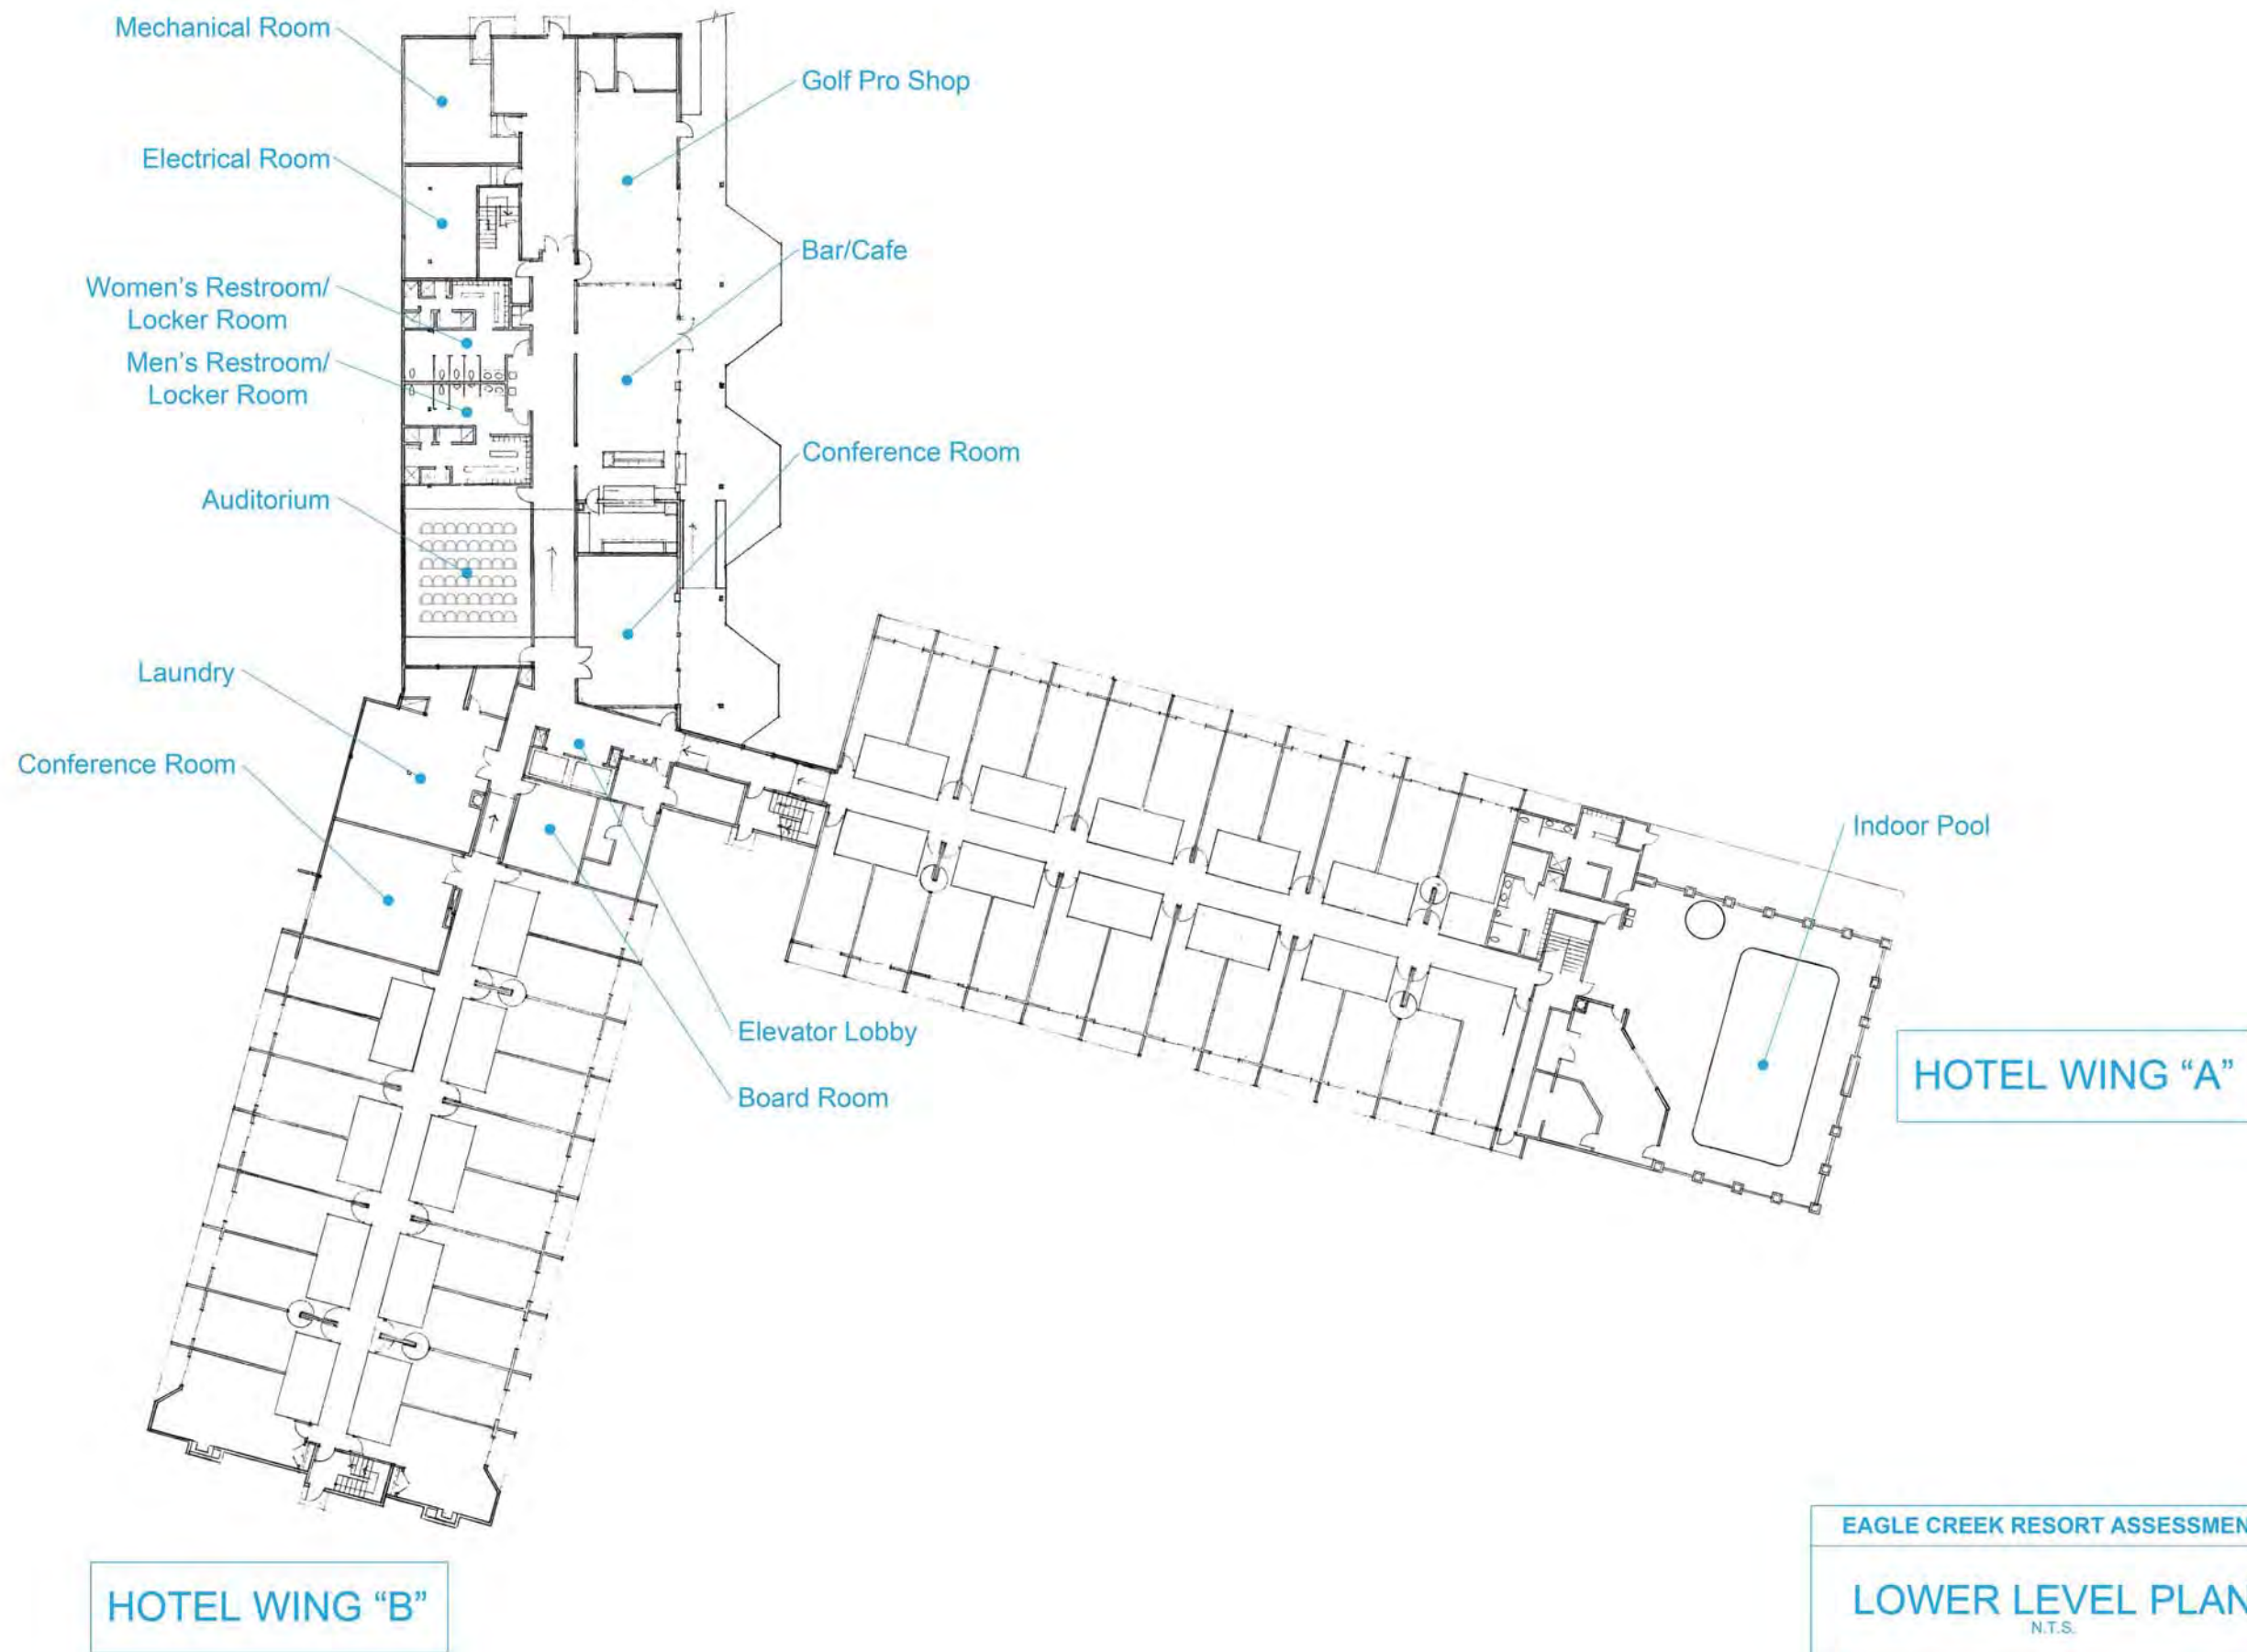 Mechanical Room
Golf Pro Shop
Electrical Room
Bar/Cafe
Women's Restroom/
Locker Room
Men's Restroom/
Locker Room
Conference Room
Auditorium
Laundry
Conference Room
Indoor Pool
Elevator Lobby
Board Room
HOTEL WING “A”
HOTEL WING “B”
EAGLE CREEK RESORT ASSESSMEN
LOWER LEVEL PLAN
N.T.S.